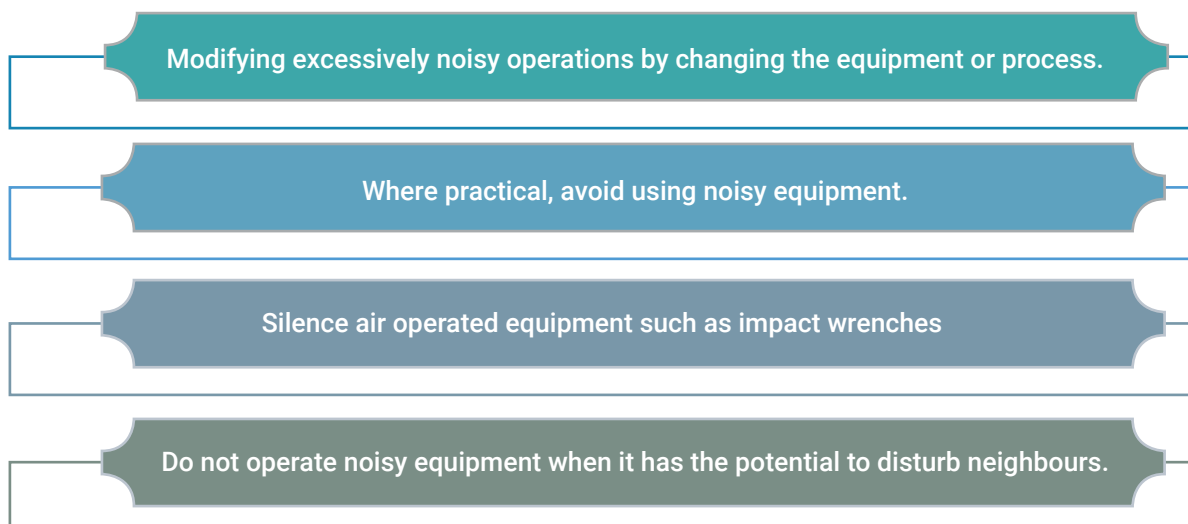 Modifying excessively noisy operations by changing the equipment or process.
Where practical, avoid using noisy equipment.
Silence air operated equipment such as impact wrenches
Do not operate noisy equipment when it has the potential to disturb neighbours.